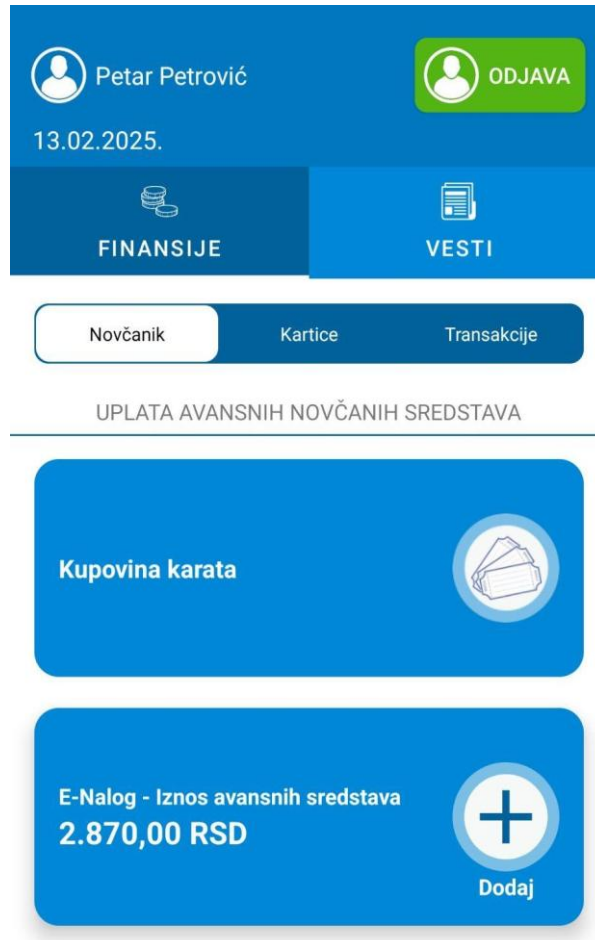 Petar Petrović
ODJAVA
13.02.2025.
FINANSIJE
VESTI
Novčanik
Kartice
Transakcije
UPLATA AVANSNIH NOVČANIH SREDSTAVA
Kupovina karata
E-Nalog - Iznos avansnih sredstava
2.870,00 RSD
Dodaj